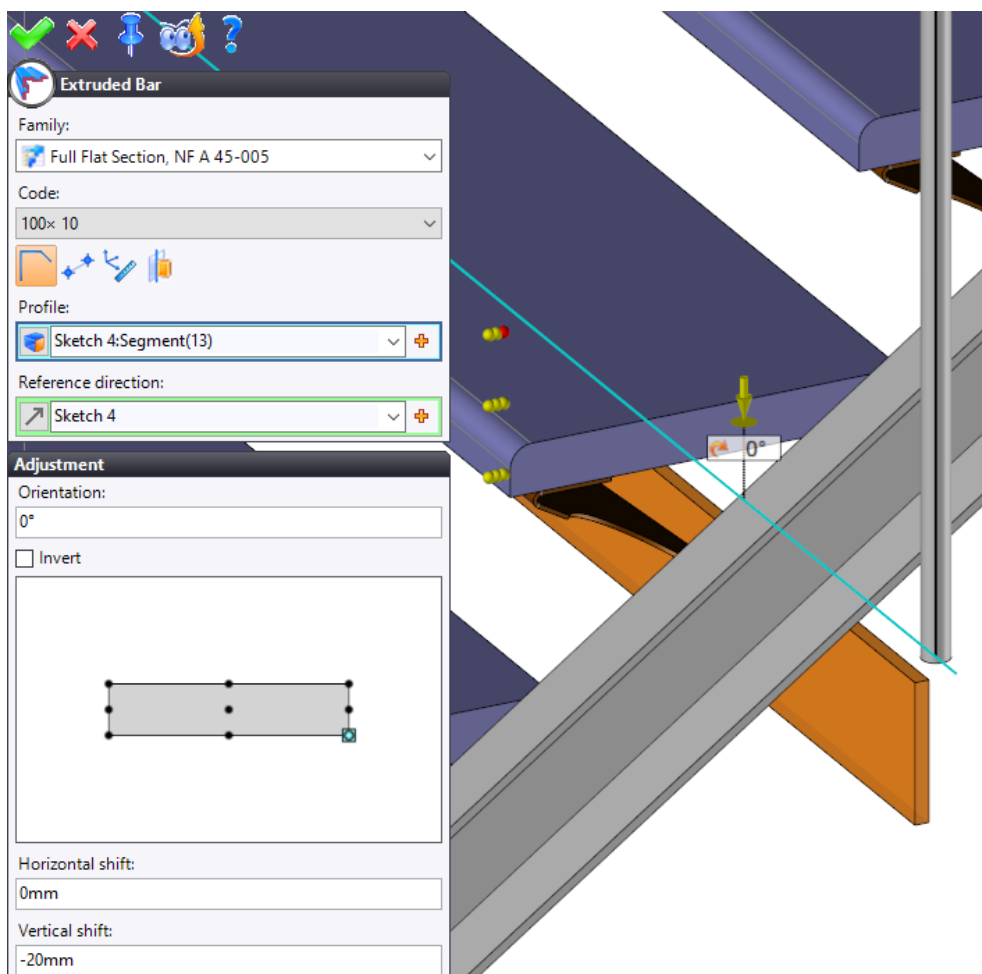 Extruded Bar
Family:
Full Flat Section, NF A 45-005
Code:
100× 10
Profile:
Sketch 4:Segment(13)
Reference direction:
Sketch 4
0°
Adjustment
Orientation:
0°
Invert
Horizontal shift:
0mm
Vertical shift:
-20mm